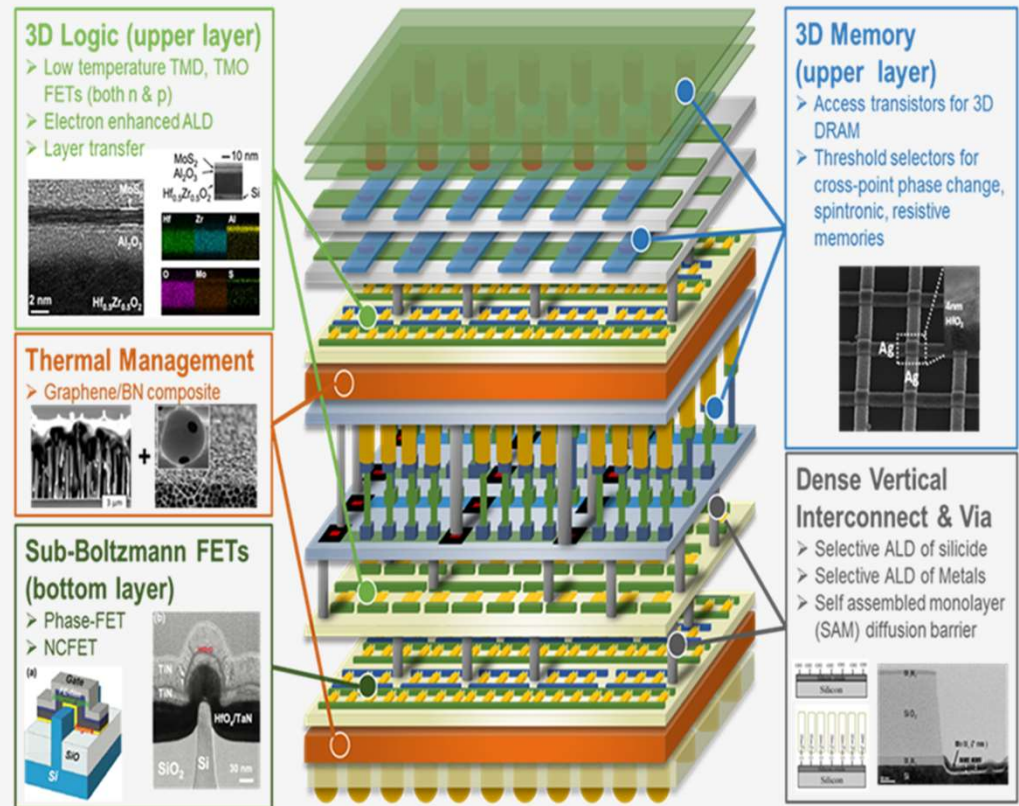 3D Logic (upper layer)
➢ Low temperature TMD, TMO
FETs (both n & p)
➢ Electron enhanced ALD
➢ Layer transfer
MoS₂
Al₂O₃
Hf₀.₅Zr₀.₅O₂
10 nm
Si
MoS₂
Al₂O₃
Hf₀.₅Zr₀.₅O₂
2 nm
Hf
Zr
Al
O
Mo
S
Thermal Management
➢ Graphene/BN composite
+
Sub-Boltzmann FETs
(bottom layer)
➢ Phase-FET
➢ NCFET
(a)
Gate
SiO
Si
(b)
TiN
TiN
HfOₓ/TaN
SiO₂
Si
30 nm
3D Memory
(upper layer)
➢ Access transistors for 3D
DRAM
➢ Threshold selectors for
cross-point phase change,
spintronic, resistive
memories
4nm
HfO₂
Ag
Ag
Dense Vertical
Interconnect & Via
➢ Selective ALD of silicide
➢ Selective ALD of Metals
➢ Self assembled monolayer
(SAM) diffusion barrier
Silicon
Silicon
SiO₂
Si